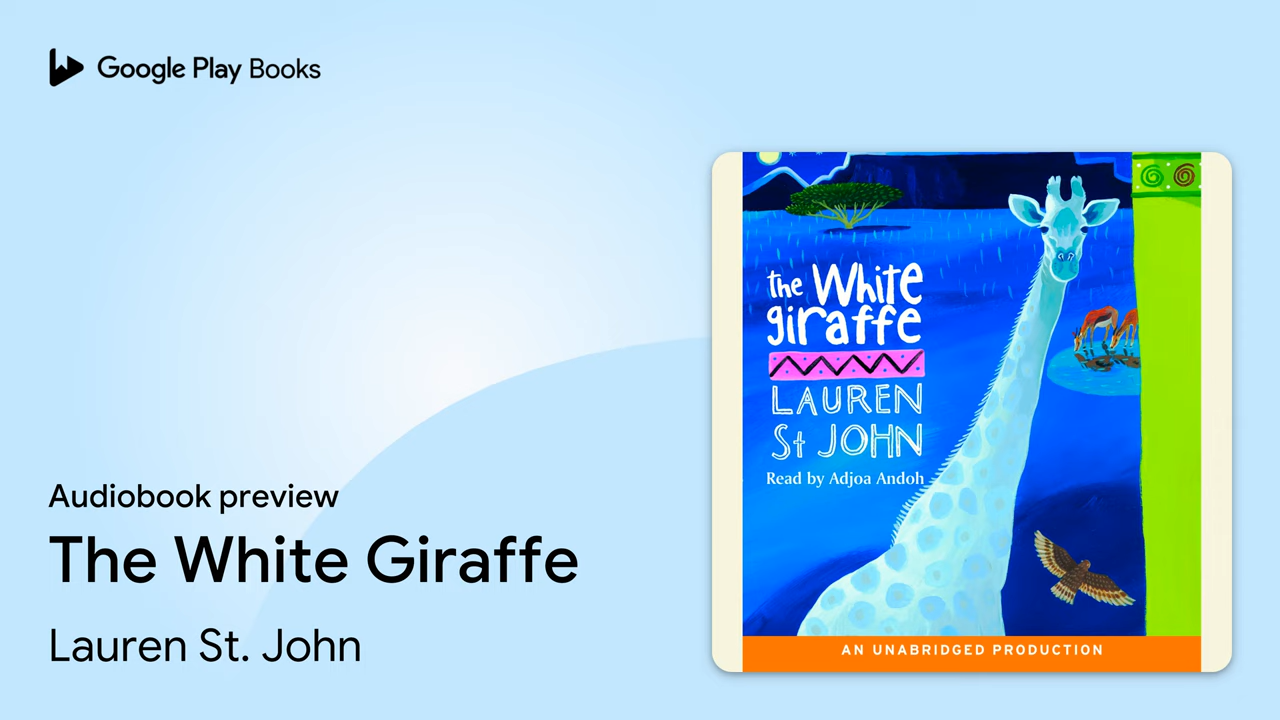 Google Play Books
Audiobook preview
The White Giraffe
Lauren St. John
the White
giraffe
LAUREN
St JOHN
Read by Adjoa Andoh
AN UNABRIDGED PRODUCTION